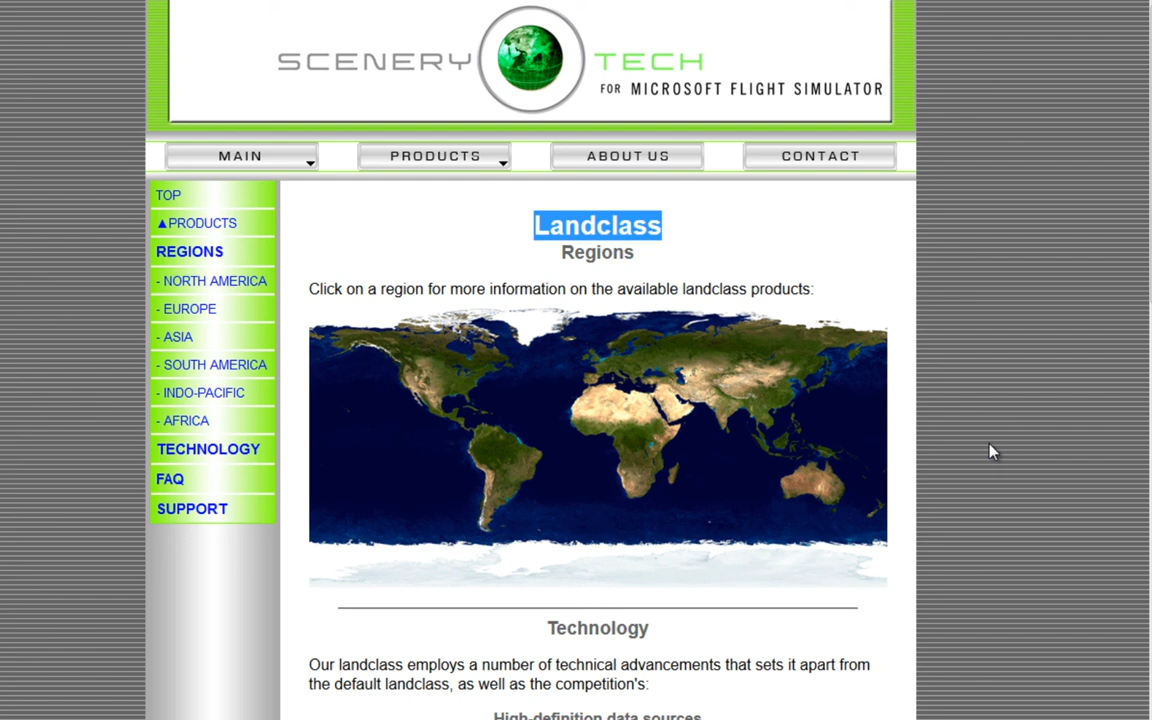 SCENERY TECH
FOR MICROSOFT FLIGHT SIMULATOR
MAIN
PRODUCTS
ABOUT US
CONTACT
TOP
▲PRODUCTS
REGIONS
- NORTH AMERICA
- EUROPE
- ASIA
- SOUTH AMERICA
- INDO-PACIFIC
- AFRICA
TECHNOLOGY
FAQ
SUPPORT
Landclass
Regions
Click on a region for more information on the available landclass products:
Technology
Our landclass employs a number of technical advancements that sets it apart from
the default landclass, as well as the competition's:
High-definition data sources